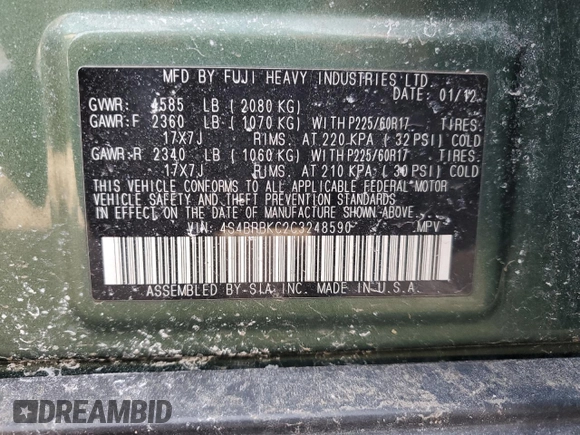 MFD BY FUJI HEAVY INDUSTRIES LTD.
DATE: 01/12
GVWR: 4585 LB (2080 KG)
GAWR:F 2360 LB (1070 KG) WITH P225/60R17 TIRES,
17X7J RIMS, AT 220 KPA (32 PSI) COLD
GAWR:R 2340 LB (1060 KG) WITH P225/60R17 TIRES,
17X7J RIMS, AT 210 KPA (30 PSI) COLD
THIS VEHICLE CONFORMS TO ALL APPLICABLE FEDERAL MOTOR
VEHICLE SAFETY AND THEFT PREVENTION STANDARDS
IN EFFECT ON THE DATE OF MANUFACTURE SHOWN ABOVE.
VIN: 4S4BRBKC2C3248590 MPV
ASSEMBLED BY-SIA INC. MADE IN U.S.A.
DREAMBID